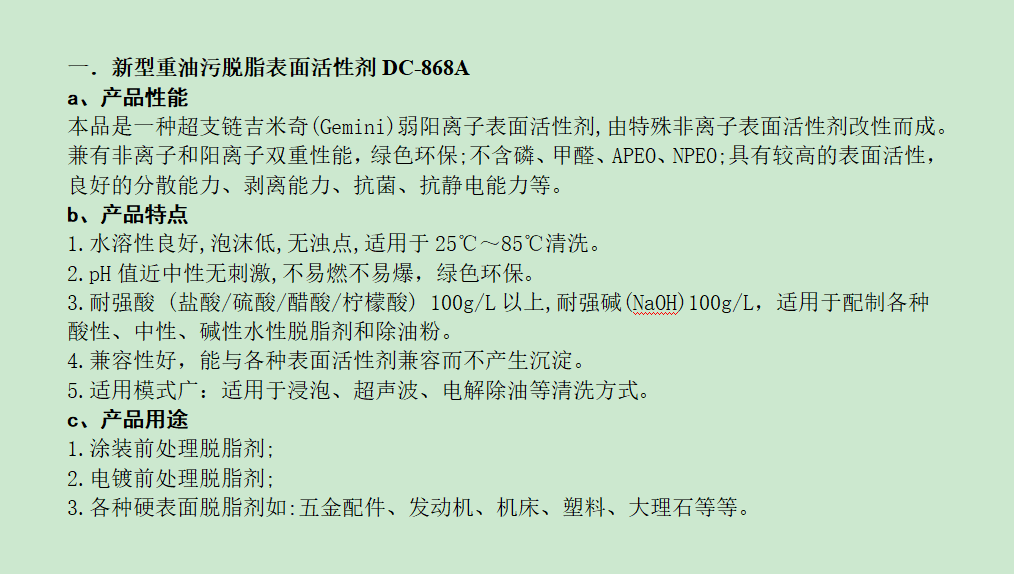 一．新型重油污脱脂表面活性剂 DC-868A
a、产品性能
本品是一种超支链吉米奇(Gemini)弱阳离子表面活性剂,由特殊非离子表面活性剂改性而成。
兼有非离子和阳离子双重性能，绿色环保;不含磷、甲醛、APEO、NPEO;具有较高的表面活性，
良好的分散能力、剥离能力、抗菌、抗静电能力等。
b、产品特点
1.水溶性良好,泡沫低,无浊点,适用于 25℃～85℃清洗。
2.pH 值近中性无刺激,不易燃不易爆，绿色环保。
3.耐强酸 (盐酸/硫酸/醋酸/柠檬酸) 100g/L 以上,耐强碱(NaOH)100g/L，适用于配制各种
酸性、中性、碱性水性脱脂剂和除油粉。
4.兼容性好，能与各种表面活性剂兼容而不产生沉淀。
5.适用模式广：适用于浸泡、超声波、电解除油等清洗方式。
c、产品用途
1.涂装前处理脱脂剂;
2.电镀前处理脱脂剂;
3.各种硬表面脱脂剂如:五金配件、发动机、机床、塑料、大理石等等。